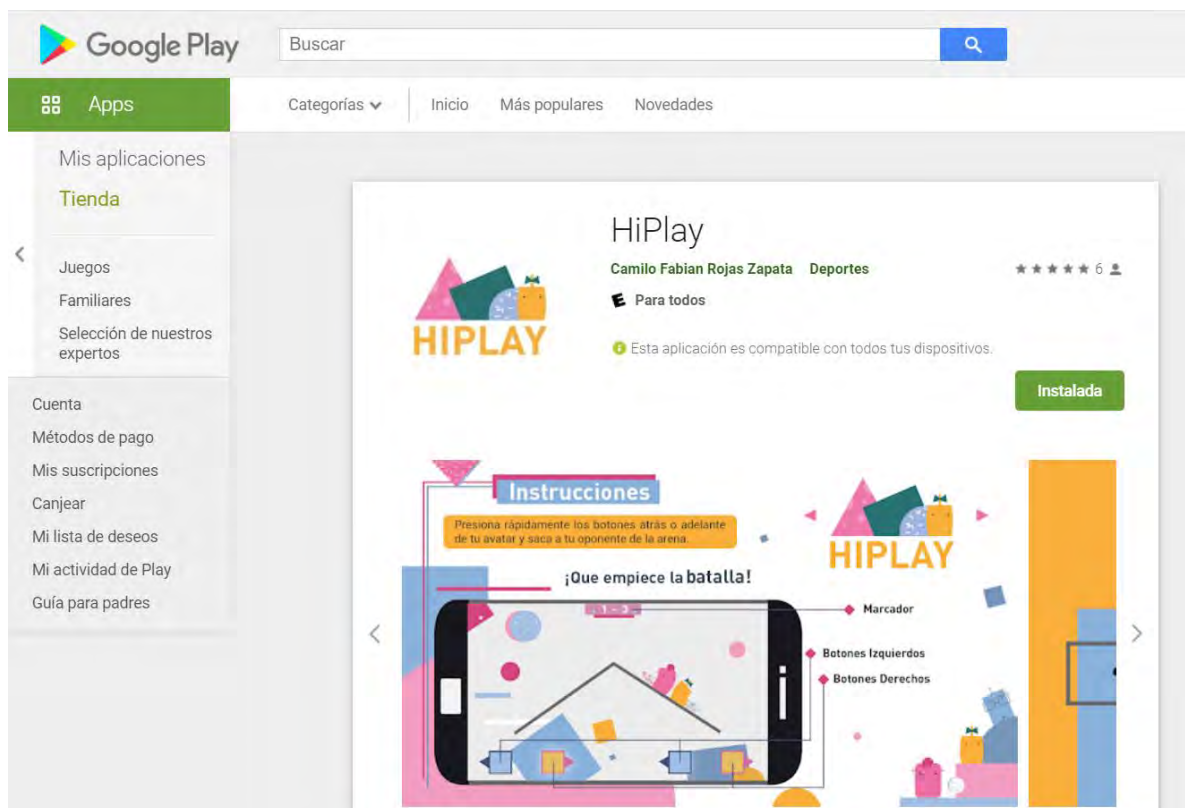 Google Play
Buscar
Apps
Categorías
Inicio
Más populares
Novedades
Mis aplicaciones
Tienda
Juegos
Familiares
Selección de nuestros
expertos
Cuenta
Métodos de pago
Mis suscripciones
Canjear
Mi lista de deseos
Mi actividad de Play
Guía para padres
HIPLAY
HiPlay
Camilo Fabian Rojas Zapata Deportes
6
E Para todos
Esta aplicación es compatible con todos tus dispositivos.
Instalada
Instrucciones
Presiona rápidamente los botones atrás o adelante
de tu avatar y saca a tu oponente de la arena.
¡Que empiece la batalla!
HIPLAY
1 - 3
Marcador
Botones Izquierdos
Botones Derechos